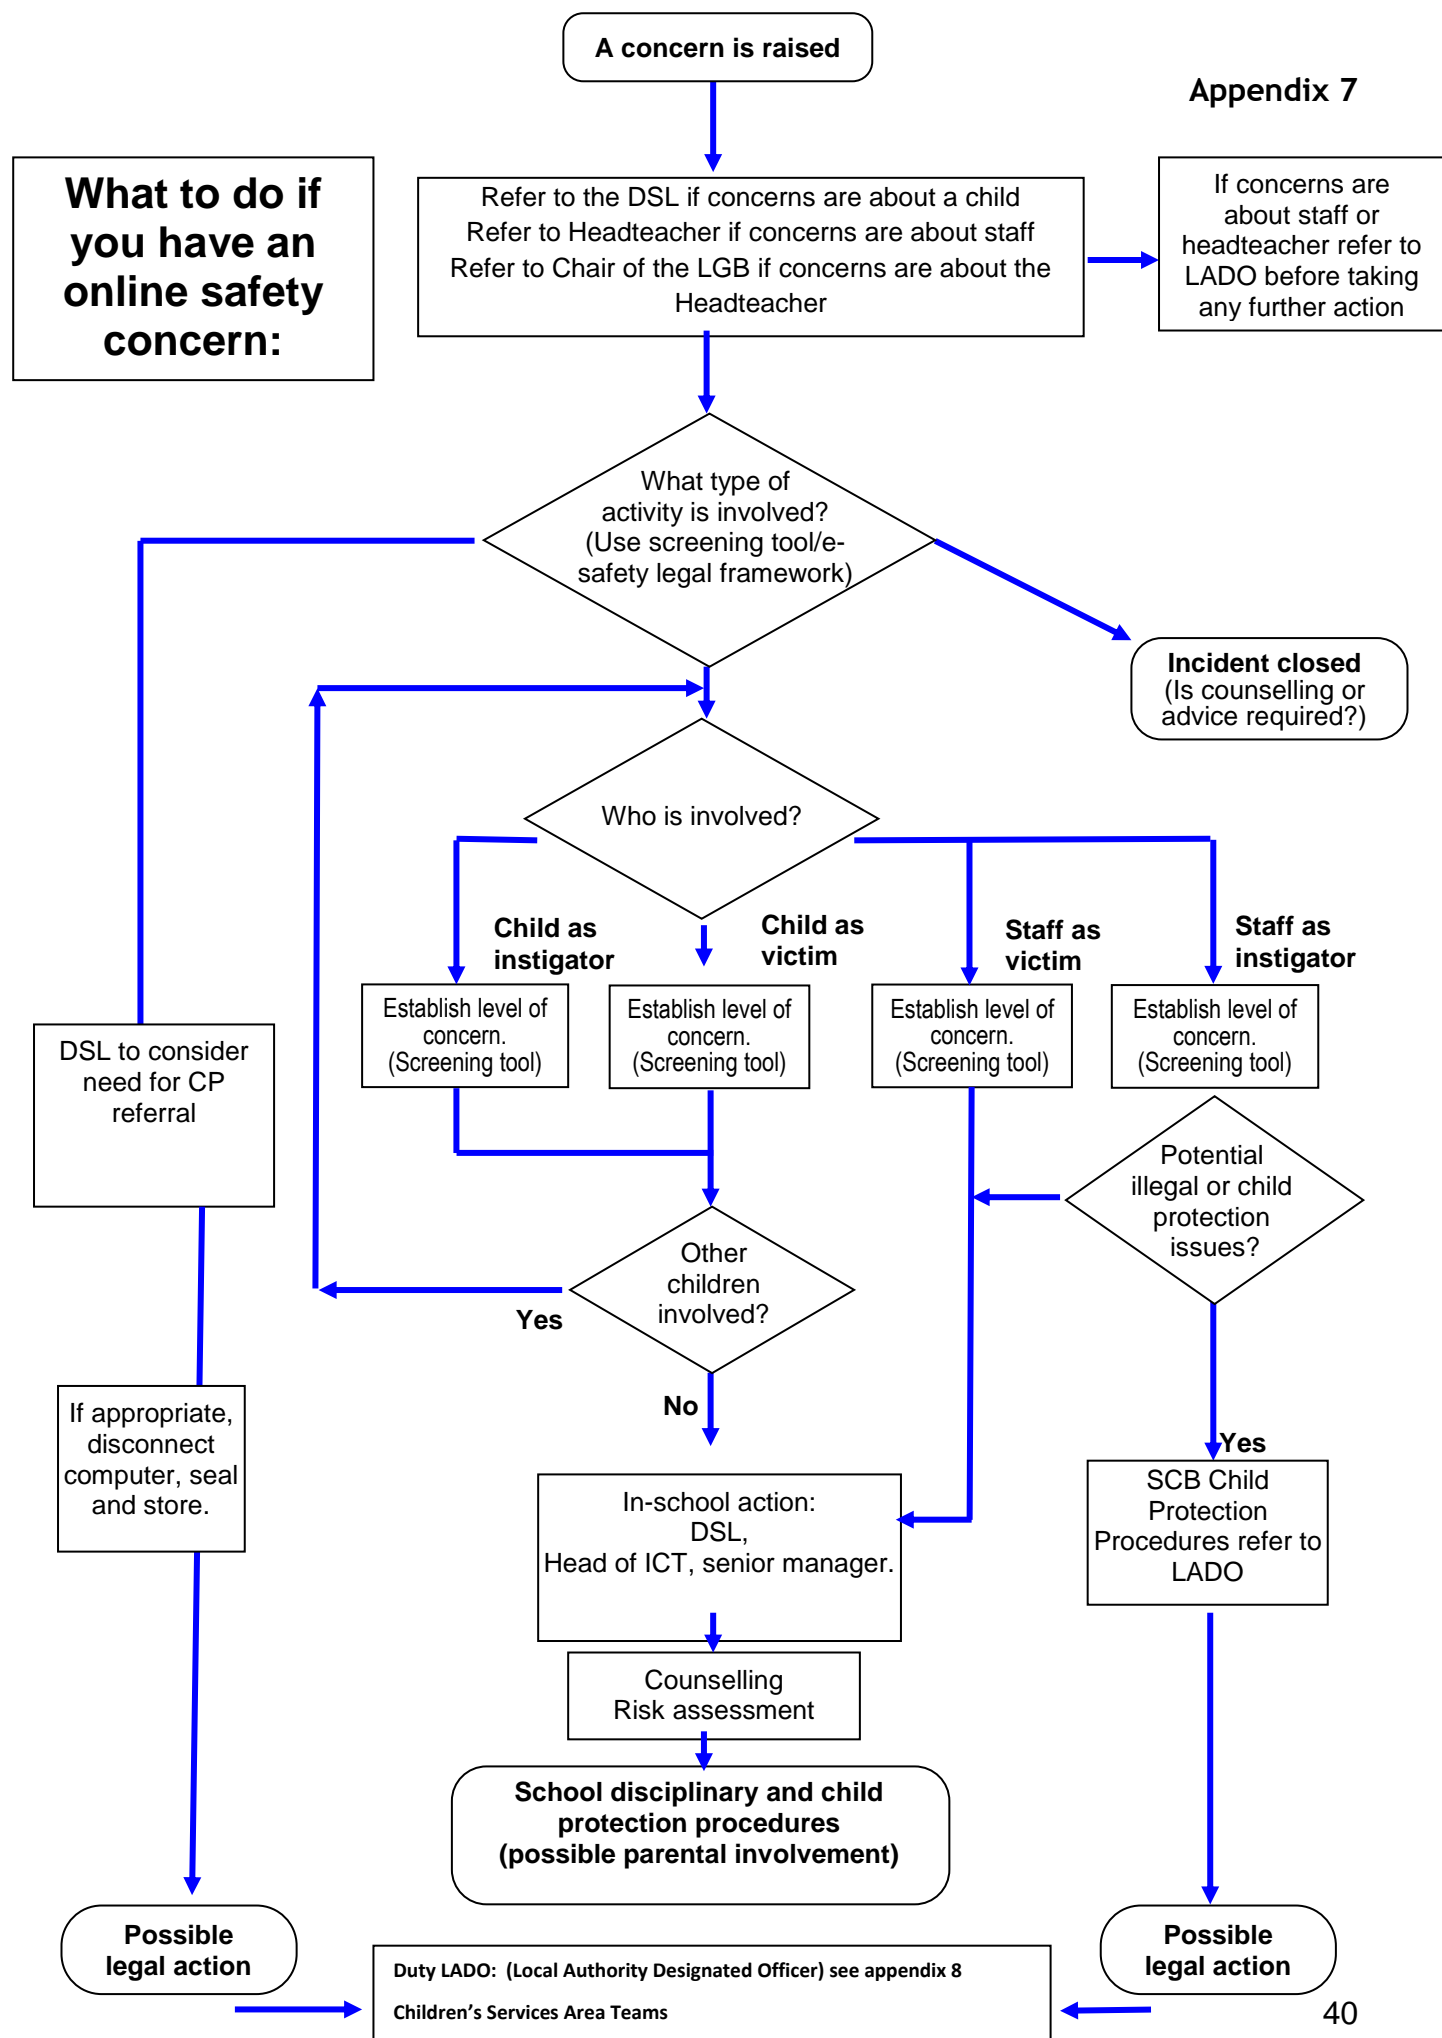 A concern is raised
Appendix 7
What to do if
you have an
online safety
concern:
Refer to the DSL if concerns are about a child
Refer to Headteacher if concerns are about staff
Refer to Chair of the LGB if concerns are about the
Headteacher
If concerns are
about staff or
headteacher refer to
LADO before taking
any further action
What type of
activity is involved?
(Use screening tool/e-
safety legal framework)
Incident closed
(Is counselling or
advice required?)
Who is involved?
Child as
instigator
Child as
victim
Staff as
victim
Staff as
instigator
Establish level of
concern.
(Screening tool)
Establish level of
concern.
(Screening tool)
Establish level of
concern.
(Screening tool)
Establish level of
concern.
(Screening tool)
DSL to consider
need for CP
referral
Potential
illegal or child
protection
issues?
Other
children
involved?
Yes
No
If appropriate,
disconnect
computer, seal
and store.
Yes
In-school action:
DSL,
Head of ICT, senior manager.
SCB Child
Protection
Procedures refer to
LADO
Counselling
Risk assessment
School disciplinary and child
protection procedures
(possible parental involvement)
Possible
legal action
Possible
legal action
Duty LADO:  (Local Authority Designated Officer) see appendix 8
Children's Services Area Teams
40